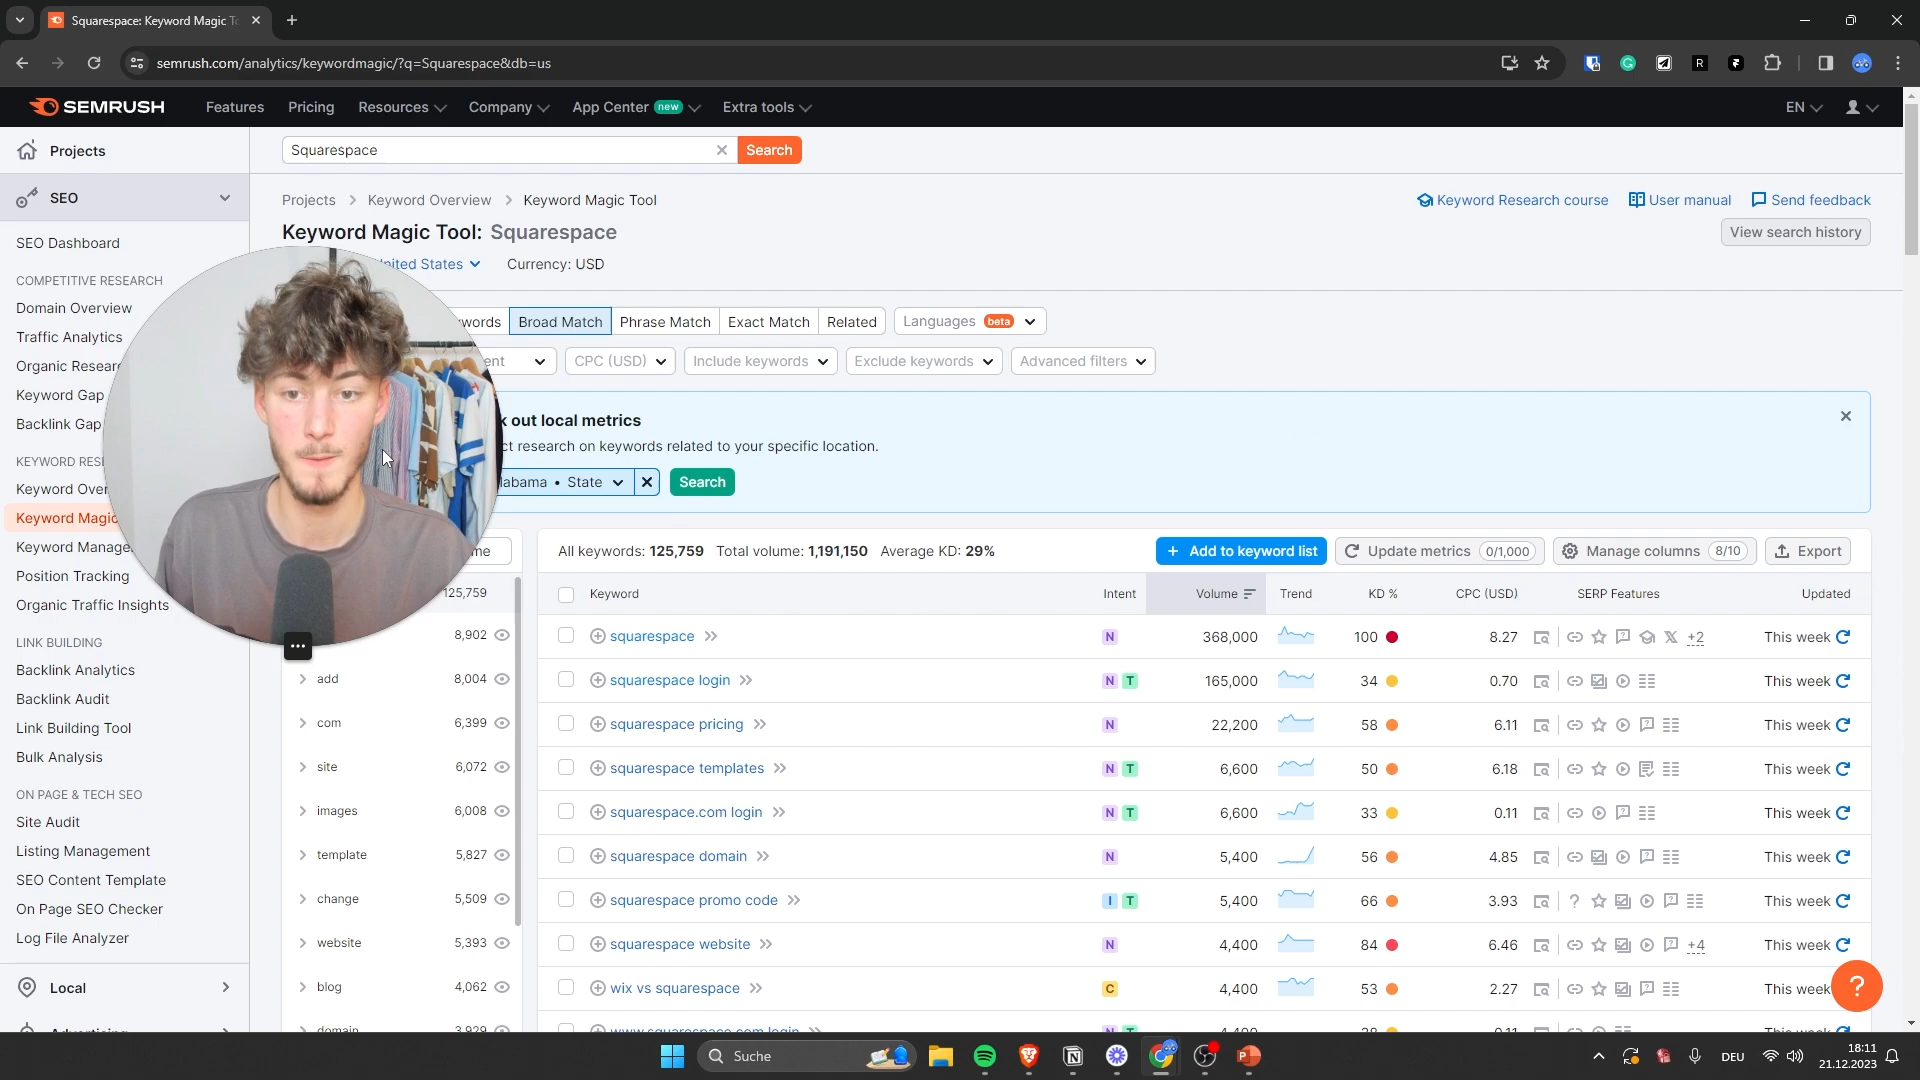 Squarespace: Keyword Magic To
semrush.com/analytics/keywordmagic/?q=Squarespace&db=us
SEMRUSH
Features
Pricing
Resources
Company
App Center new
Extra tools
EN
Projects
Squarespace
Search
SEO
Projects > Keyword Overview > Keyword Magic Tool
Keyword Research course
User manual
Send feedback
Keyword Magic Tool: Squarespace
View search history
SEO Dashboard
United States
Currency: USD
COMPETITIVE RESEARCH
Domain Overview
Broad Match
Phrase Match
Exact Match
Related
Languages beta
Traffic Analytics
CPC (USD)
Include keywords
Exclude keywords
Advanced filters
Keyword Gap
out local metrics
Backlink Gap
research on keywords related to your specific location.
• State
Search
Keyword Magic
Position Tracking
Organic Traffic Insights
All keywords: 125,759 Total volume: 1,191,150 Average KD: 29%
+ Add to keyword list
Update metrics 0/1,000
Manage columns 8/10
Export
125,759
Keyword
Intent
Volume
Trend
KD %
CPC (USD)
SERP Features
Updated
8,902
squarespace
N
368,000
100
8.27
+2
This week
LINK BUILDING
Backlink Analytics
Backlink Audit
Link Building Tool
Bulk Analysis
add 8,004
squarespace login
N T
165,000
34
0.70
This week
com 6,399
squarespace pricing
N
22,200
58
6.11
This week
site 6,072
squarespace templates
N T
6,600
50
6.18
This week
ON PAGE & TECH SEO
Site Audit
Listing Management
SEO Content Template
On Page SEO Checker
Log File Analyzer
images 6,008
squarespace.com login
N T
6,600
33
0.11
This week
template 5,827
squarespace domain
N
5,400
56
4.85
This week
change 5,509
squarespace promo code
I T
5,400
66
3.93
This week
website 5,393
squarespace website
N
4,400
84
6.46
+4
This week
Local
blog 4,062
wix vs squarespace
C
4,400
53
2.27
This week
?
Suche
DEU
18:11
21.12.2023